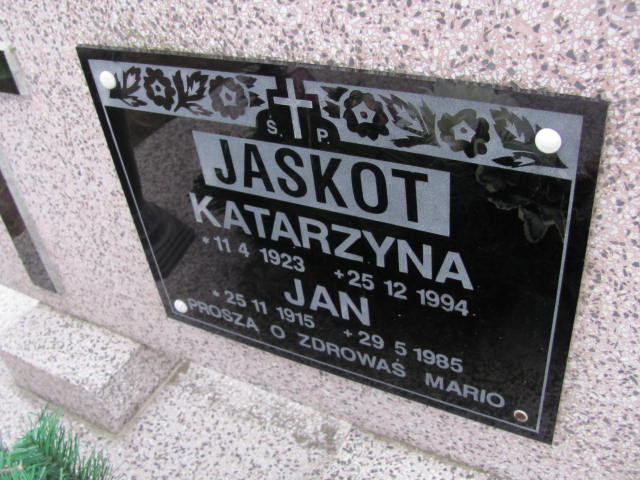 Ś. P.
JASKOT
KATARZYNA
*11 4 1923 +25 12 1994
JAN
*25 11 1915 +29 5 1985
PROSZĄ O ZDROWAŚ MARIO